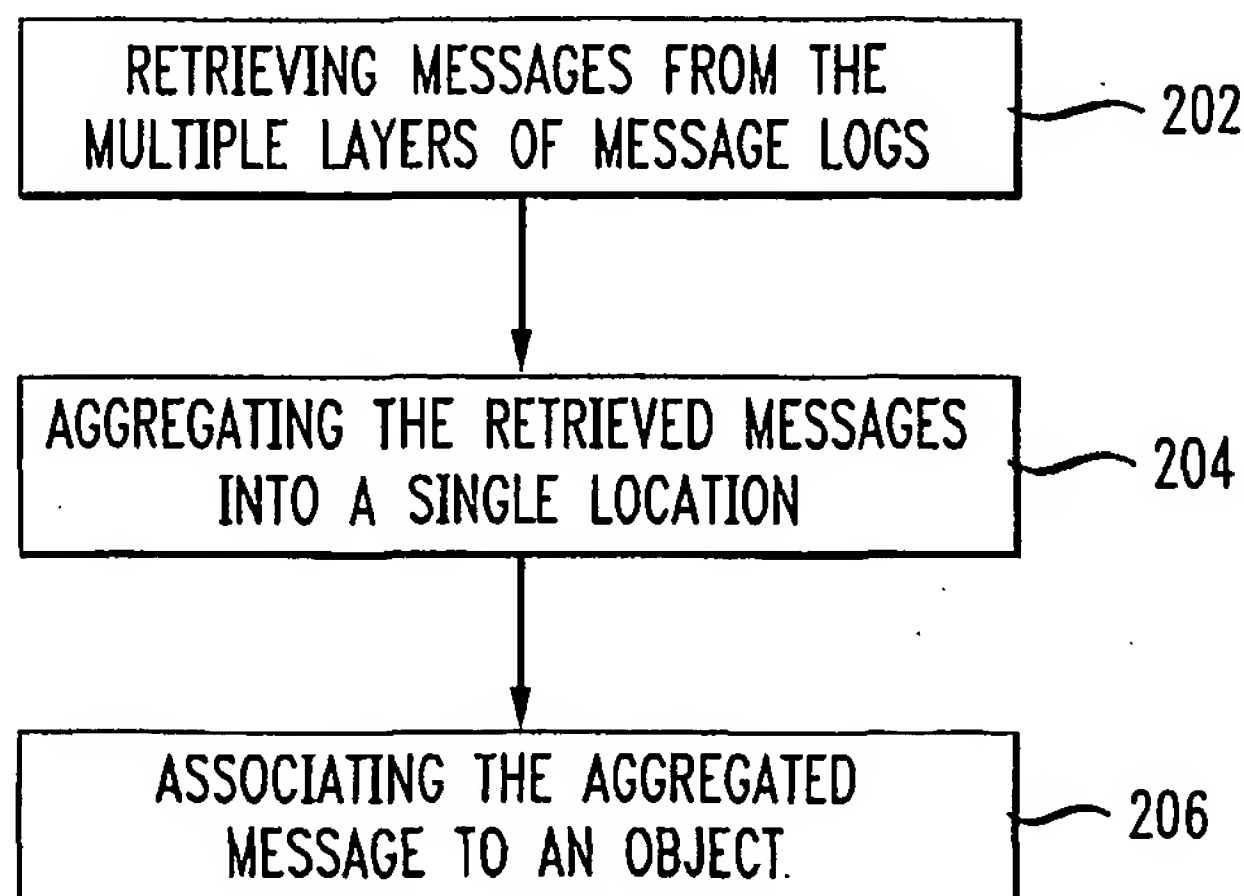 RETRIEVING MESSAGES FROM THE
MULTIPLE LAYERS OF MESSAGE LOGS
202
AGGREGATING THE RETRIEVED MESSAGES
INTO A SINGLE LOCATION
204
ASSOCIATING THE AGGREGATED
MESSAGE TO AN OBJECT.
206